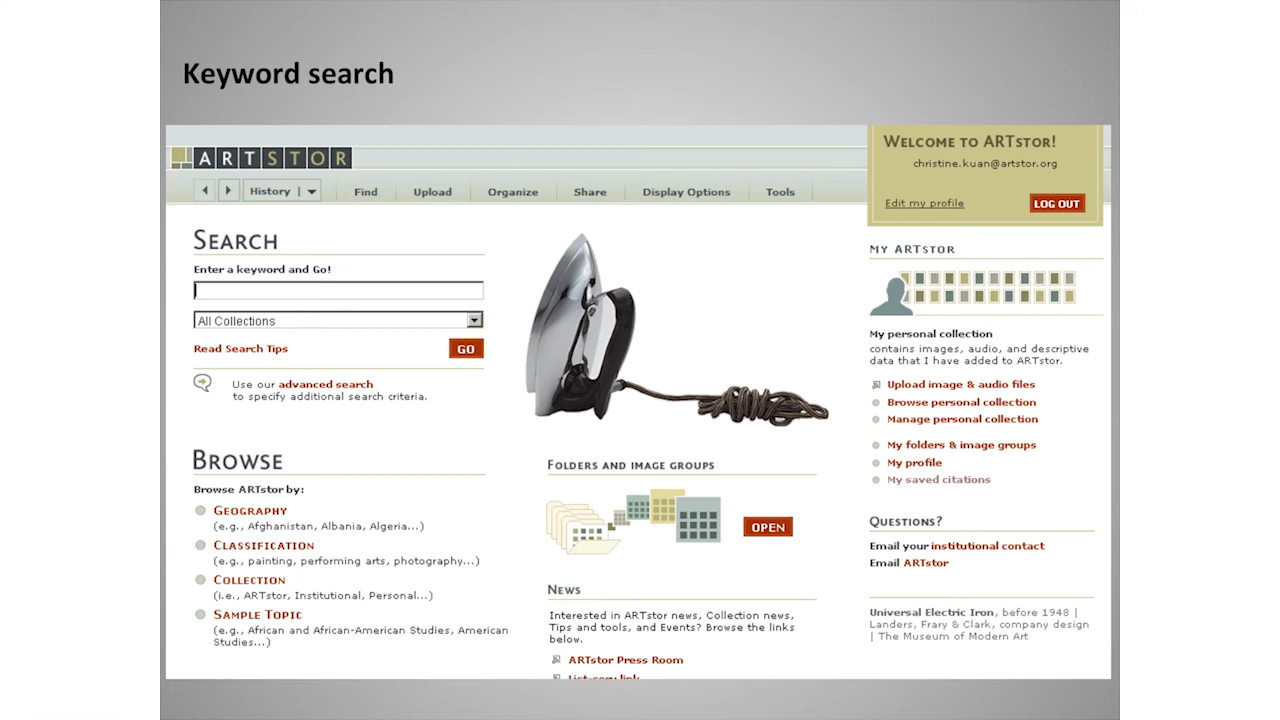 Keyword search
ARTSTOR
History | Find Upload Organize Share Display Options Tools
WELCOME TO ARTSTOR!
christine.kuan@artstor.org
Edit my profile LOG OUT
SEARCH
Enter a keyword and Go!
All Collections
Read Search Tips GO
Use our advanced search
to specify additional search criteria.
BROWSE
Browse ARTstor by:
GEOGRAPHY
(e.g., Afghanistan, Albania, Algeria...)
CLASSIFICATION
(e.g., painting, performing arts, photography...)
COLLECTION
(i.e., ARTstor, Institutional, Personal...)
SAMPLE TOPIC
(e.g., African and African-American Studies, American
Studies...)
FOLDERS AND IMAGE GROUPS
OPEN
NEWS
Interested in ARTstor news, Collection news,
Tips and tools, and Events? Browse the links
below.
ARTstor Press Room
List-serv link
MY ARTSTOR
My personal collection
contains images, audio, and descriptive
data that I have added to ARTstor.
Upload image & audio files
Browse personal collection
Manage personal collection
My folders & image groups
My profile
My saved citations
QUESTIONS?
Email your institutional contact
Email ARTstor
Universal Electric Iron, before 1948 |
Landers, Frary & Clark, company design
| The Museum of Modern Art